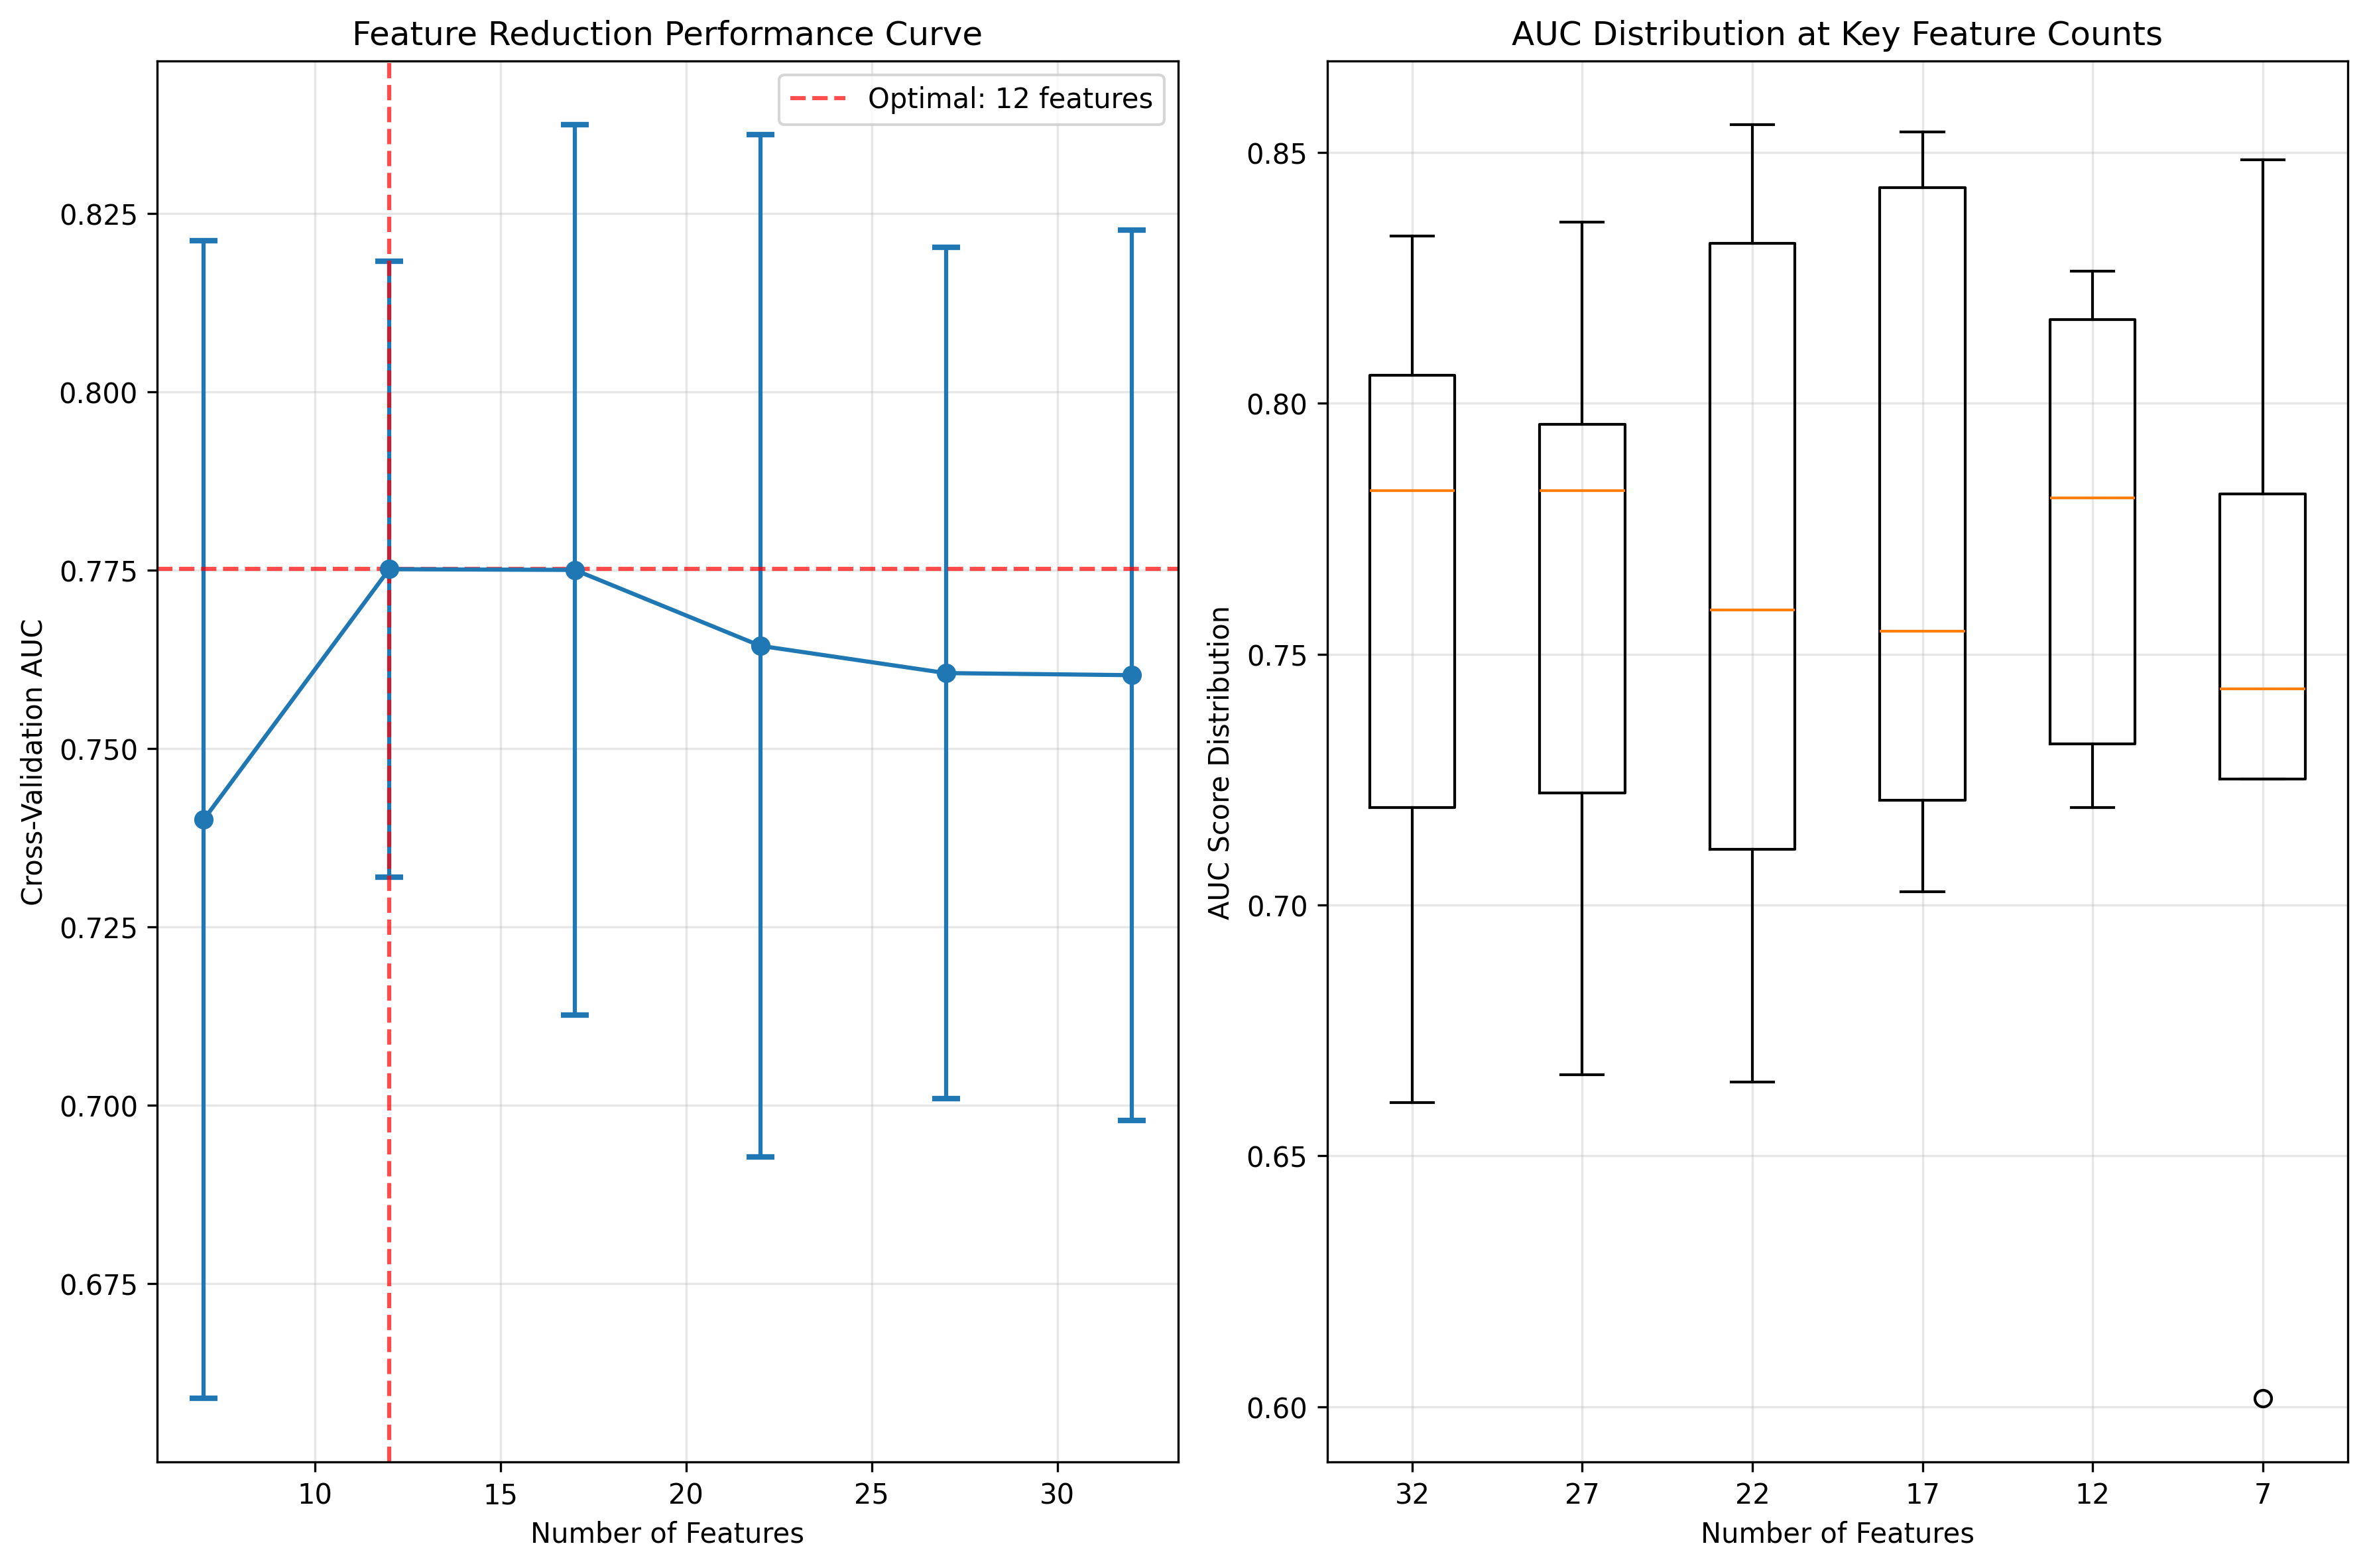 Feature Reduction Performance Curve
Optimal: 12 features
Cross-Validation AUC
0.825
0.800
0.775
0.750
0.725
0.700
0.675
10 15 20 25 30
Number of Features
AUC Distribution at Key Feature Counts
AUC Score Distribution
0.85
0.80
0.75
0.70
0.65
0.60
32 27 22 17 12 7
Number of Features